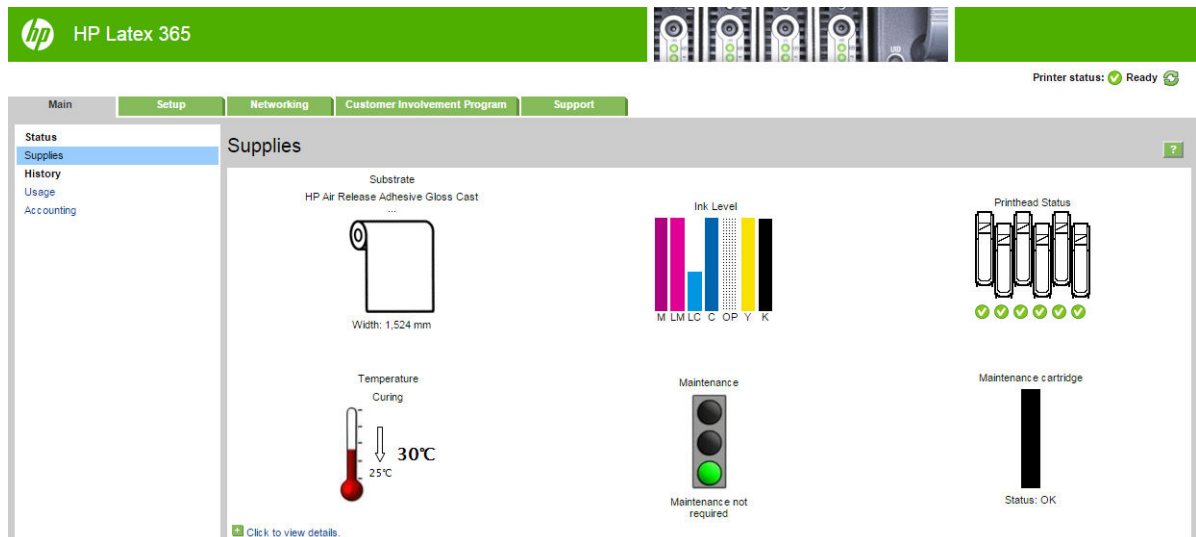 hp HP Latex 365
UID
Printer status: Ready
Main Setup Networking Customer Involvement Program Support
Status
Supplies
History
Usage
Accounting
Supplies
?
Substrate
HP Air Release Adhesive Gloss Cast
...
Width: 1,524 mm
Ink Level
M LM LC C OP Y K
Printhead Status
Temperature
Curing
30℃
25℃
Maintenance
Maintenance not
required
Maintenance cartridge
Status: OK
Click to view details.